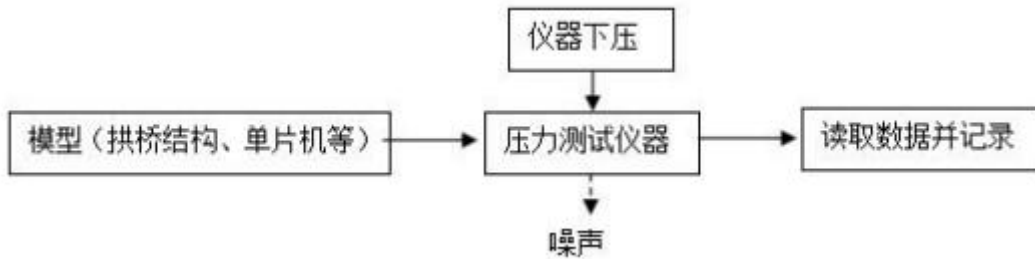 仪器下压
模型（拱桥结构、单片机等）
压力测试仪器
读取数据并记录
噪声